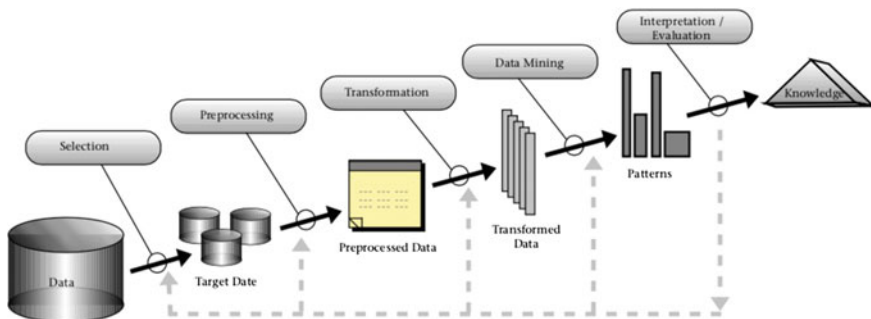 Interpretation /
Evaluation
Data Mining
Transformation
Preprocessing
Selection
Knowledge
Patterns
Transformed
Data
Preprocessed Data
Target Date
Data